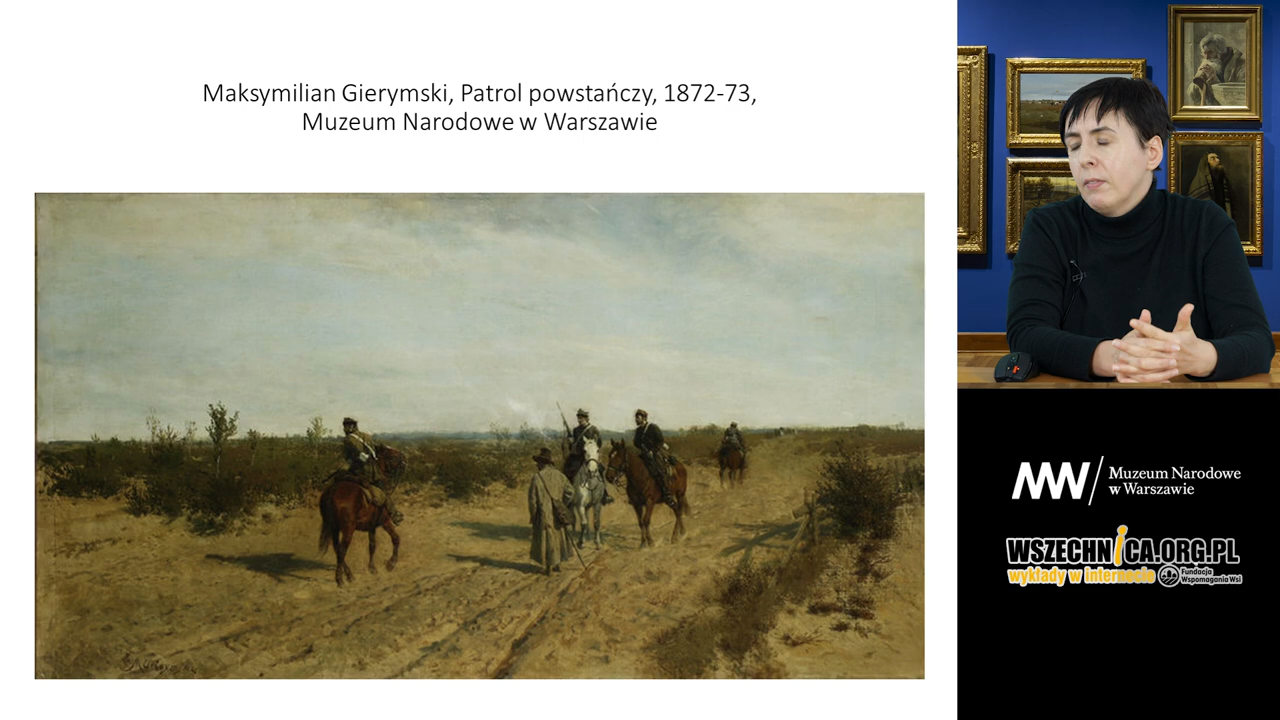 Maksymilian Gierymski, Patrol powstańczy, 1872-73,
Muzeum Narodowe w Warszawie
MW/ Muzeum Narodowe
w Warszawie
WSZECHNICA.ORG.PL
wykłady w internecie
Fundacja
Wspomagania Wsi